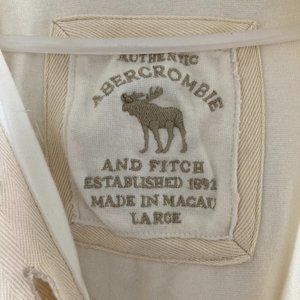 AUTHENTIC
ABERCROMBIE
AND FITCH
ESTABLISHED 1892
MADE IN MACAU
LARGE